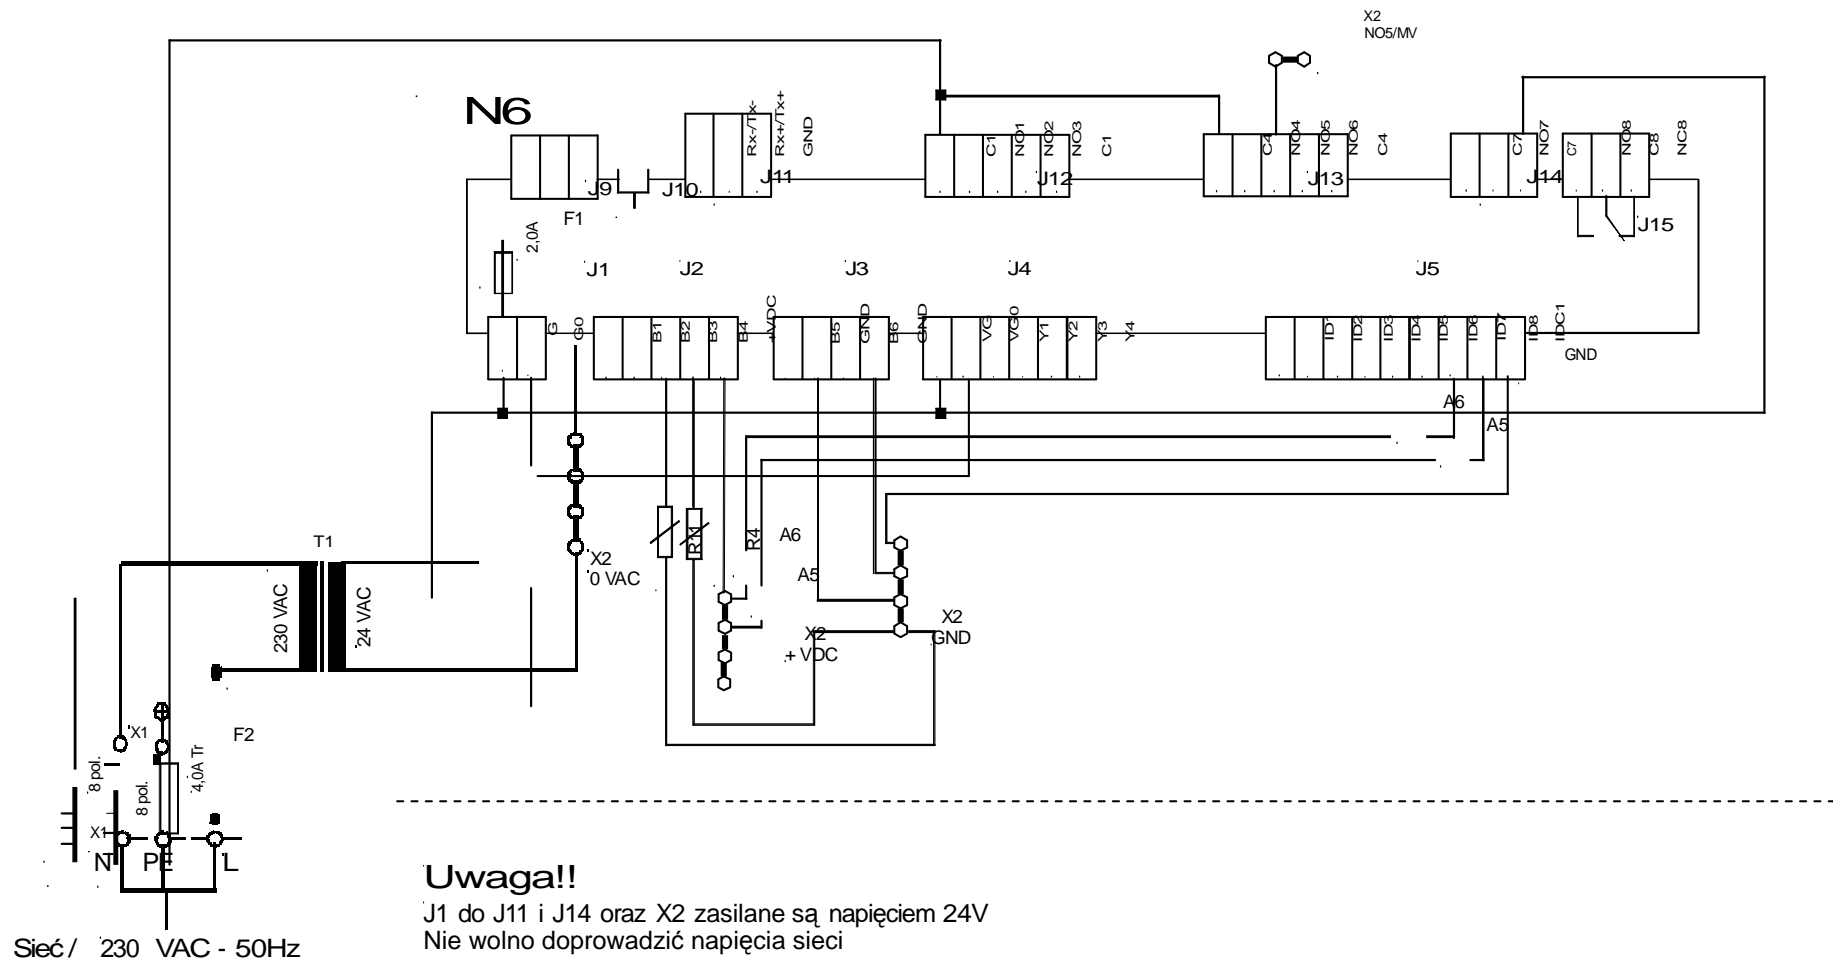 X2
NO5/MV
N6
Rx-/Tx-
Rx+/Tx+
GND
C1
NO1
NO2
NO3
C1
C4
NO4
NO5
NO6
C4
C7
NO7
C7
NO8
C8
NC8
J9
J10
J11
J12
J13
J14
J15
F1
2,0A
J1
J2
J3
J4
J5
G
G0
B1
B2
B3
B4
+VDC
B5
GND
B6
GND
VG
VG0
Y1
Y2
Y3
Y4
ID1
ID2
ID3
ID4
ID5
ID6
ID7
ID8
IDC1
GND
A6
A5
R11
R4
A6
A5
T1
X2
0 VAC
230 VAC
24 VAC
X2
GND
X2
+ VDC
X1
F2
8 pol.
8 pol.
4,0A Tr
X1
N PE L
Uwaga!!
J1 do J11 i J14 oraz X2 zasilane są napięciem 24V
Nie wolno doprowadzić napięcia sieci
Sieć / 230 VAC - 50Hz